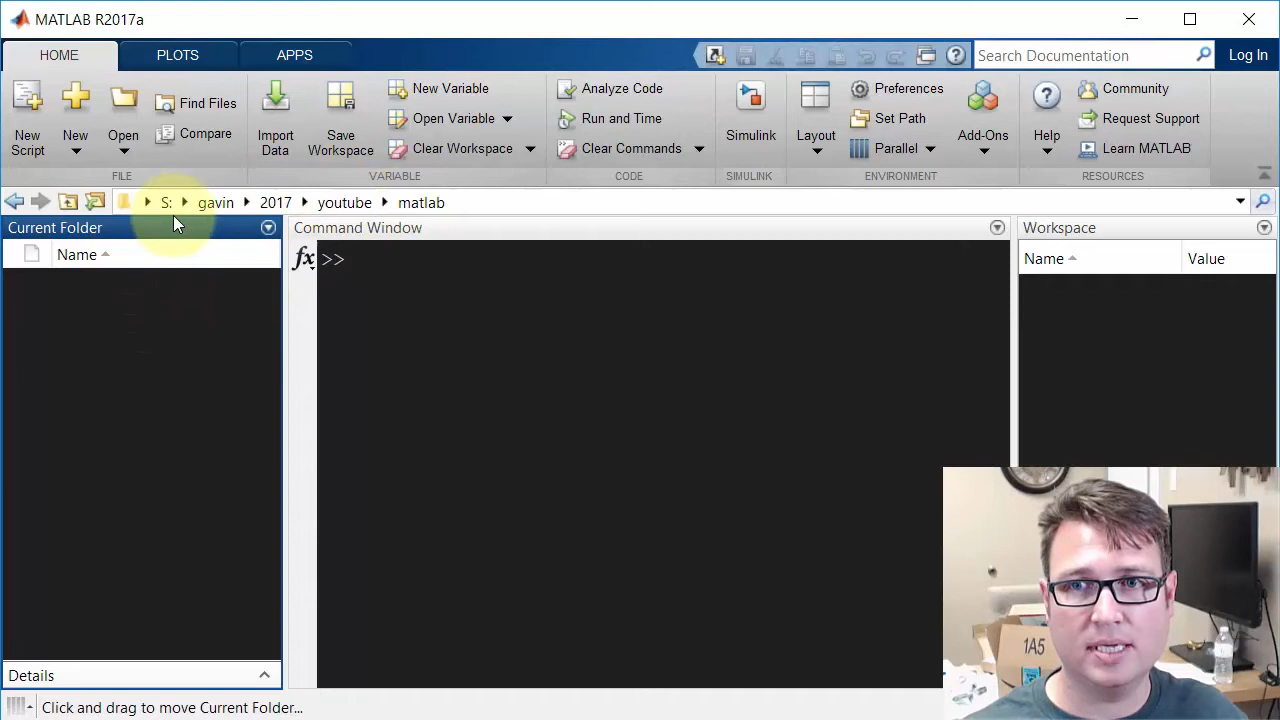 MATLAB R2017a
HOME PLOTS APPS
Search Documentation
Log In
New Script
New
Open
Find Files
Compare
FILE
Import Data
Save Workspace
New Variable
Open Variable
Clear Workspace
VARIABLE
Analyze Code
Run and Time
Clear Commands
CODE
Simulink
SIMULINK
Layout
Preferences
Set Path
Parallel
Add-Ons
ENVIRONMENT
Help
Community
Request Support
Learn MATLAB
RESOURCES
S: gavin 2017 youtube matlab
Current Folder
Name
Command Window
fx >>
Workspace
Name Value
1A5
Details
Click and drag to move Current Folder...